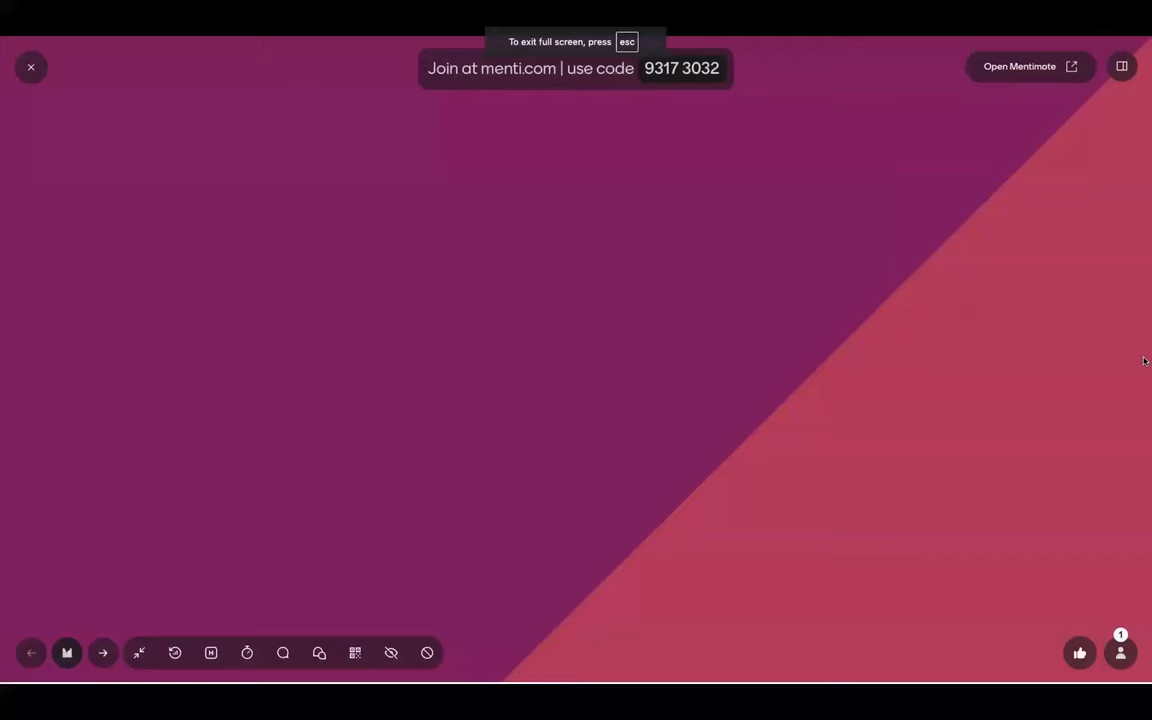 To exit full screen, press esc
Join at menti.com | use code 9317 3032
Open Mentimote
H
1